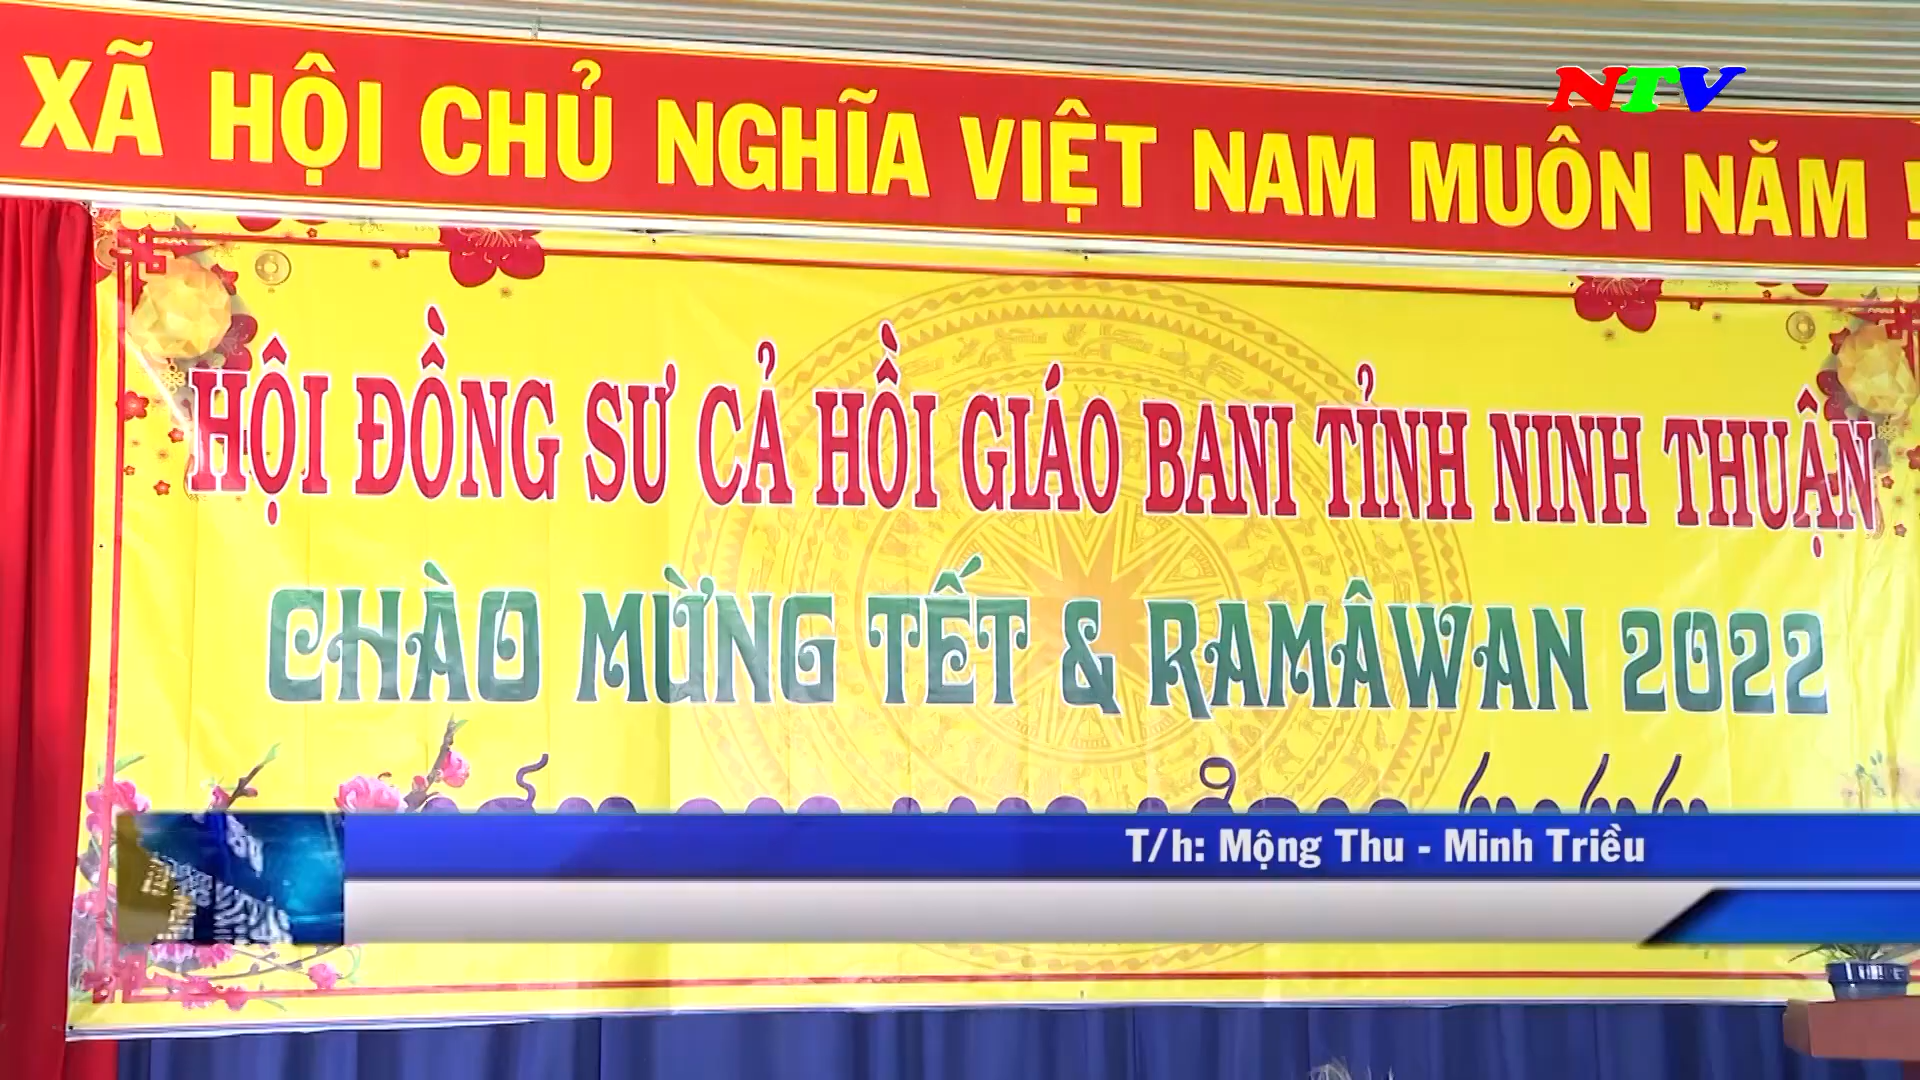 NTV
XÃ HỘI CHỦ NGHĨA VIỆT NAM MUÔN NĂM !
HỘI ĐỒNG SƯ CẢ HỒI GIÁO BANI TỈNH NINH THUẬN
CHÀO MỪNG TẾT & RAMÂWAN 2022
T/h: Mộng Thu - Minh Triều